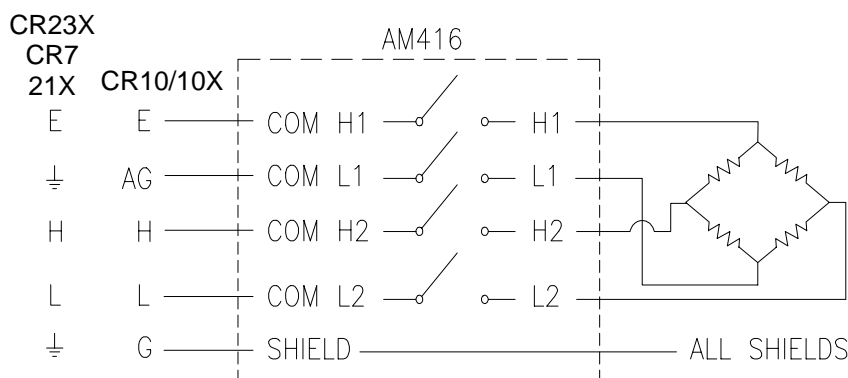 CR23X
CR7
21X CR10/10X
AM416
E E COM H1 H1
AG COM L1 L1
H H COM H2 H2
L L COM L2 L2
G SHIELD ALL SHIELDS